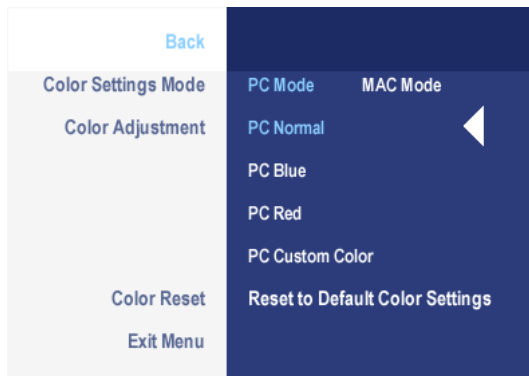 Back
Color Settings Mode PC Mode MAC Mode
Color Adjustment PC Normal
PC Blue
PC Red
PC Custom Color
Color Reset Reset to Default Color Settings
Exit Menu